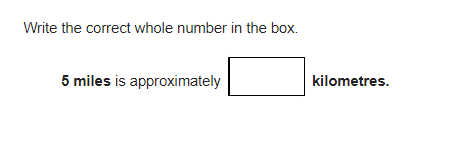 Write the correct whole number in the box.
5 miles is approximately kilometres.